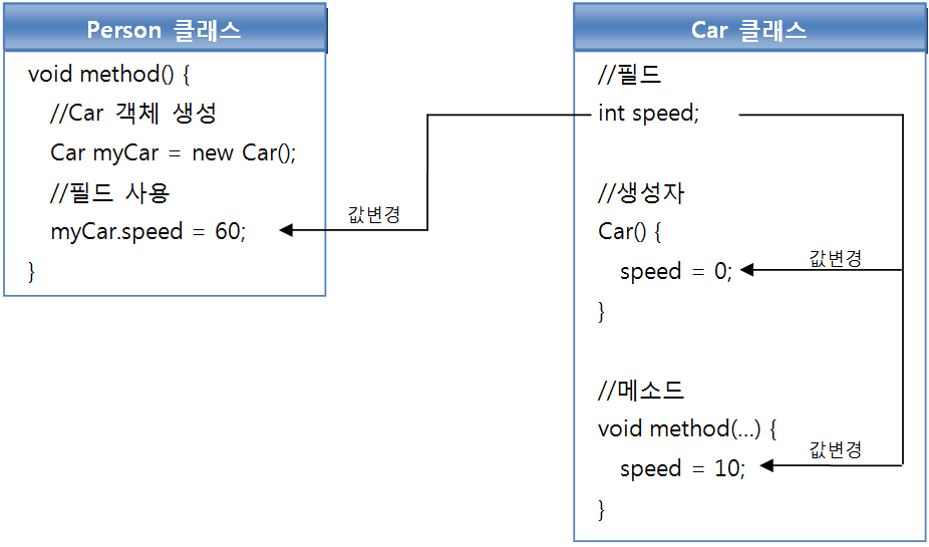 Person 클래스
void method() {
//Car 객체 생성
Car myCar = new Car();
//필드 사용
myCar.speed = 60;
}
값변경
Car 클래스
//필드
int speed;
//생성자
Car() {
speed = 0;
값변경
}
//메소드
void method(...) {
speed = 10;
값변경
}